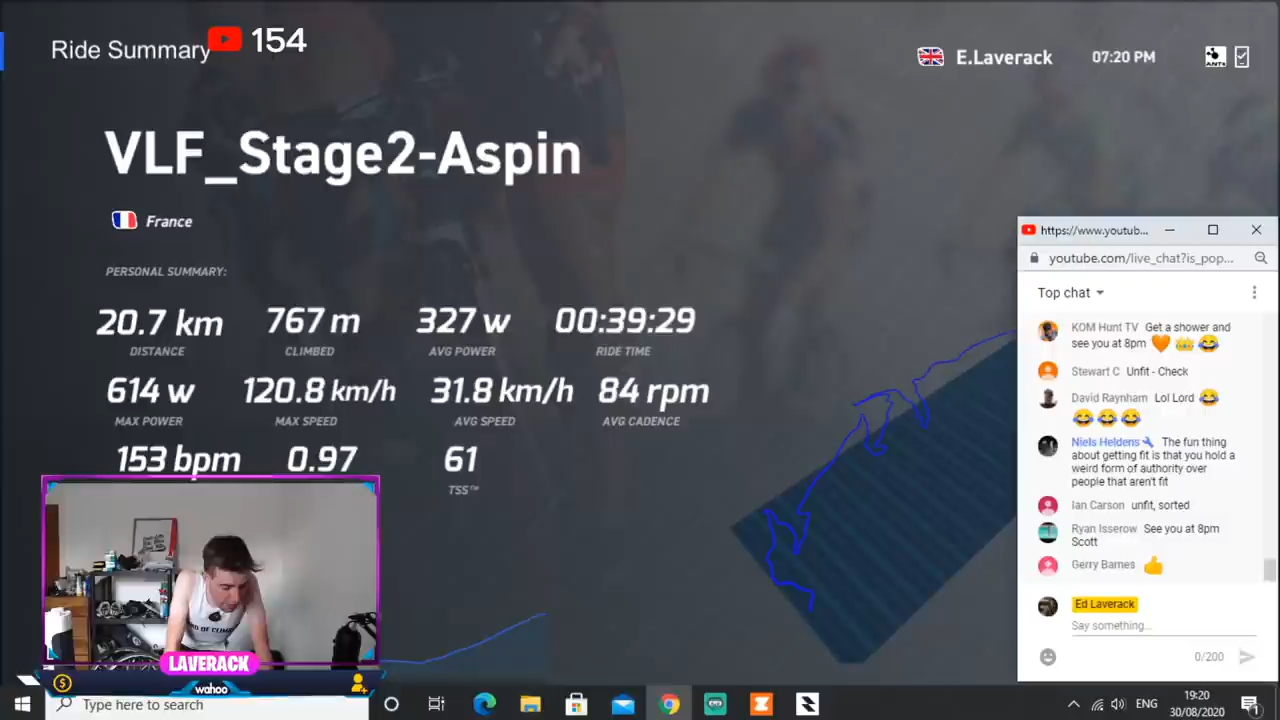 Ride Summary
154
E.Laverack
07:20 PM
ANT+
VLF_Stage2-Aspin
France
PERSONAL SUMMARY:
20.7 km
767 m
327 w
00:39:29
DISTANCE
CLIMBED
AVG POWER
RIDE TIME
614 w
120.8 km/h
31.8 km/h
84 rpm
MAX POWER
MAX SPEED
AVG SPEED
AVG CADENCE
153 bpm
0.97
61
TSS™
https://www.youtub...
youtube.com/live_chat?is_pop...
Top chat
KOM Hunt TV Get a shower and
see you at 8pm 🧡 👑 😂
Stewart C Unfit - Check
David Raynham Lol Lord 😂
😂 😂 😂
Niels Heldens The fun thing
about getting fit is that you hold a
weird form of authority over
people that aren't fit
Ian Carson unfit, sorted
Ryan Isserow See you at 8pm
Scott
Gerry Barnes 👍
Ed Laverack
Say something...
0/200
LAVERACK
wahoo
Type here to search
ENG
19:20
30/08/2020
1